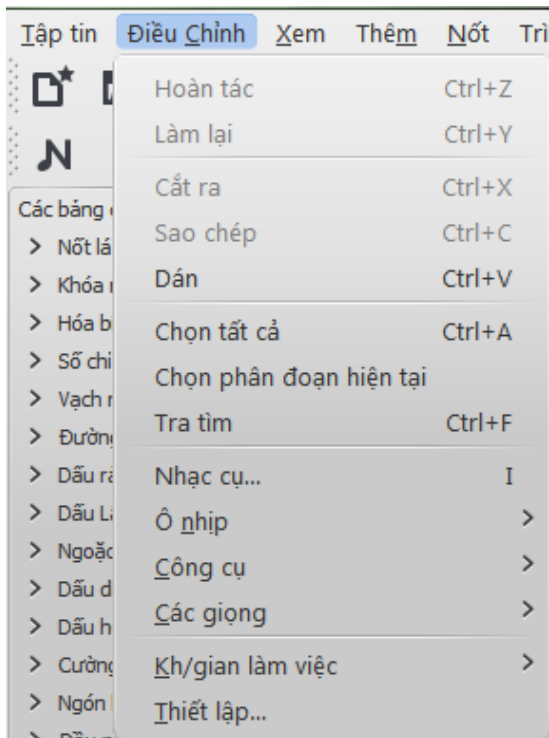 Tập tin Điều Chỉnh Xem Thêm Nốt
Hoàn tác Ctrl+Z
Làm lại Ctrl+Y
Cắt ra Ctrl+X
Sao chép Ctrl+C
Dán Ctrl+V
Chọn tất cả Ctrl+A
Chọn phân đoạn hiện tại
Tra tìm Ctrl+F
Nhạc cụ... I
Ô nhịp
Công cụ
Các giọng
Kh/gian làm việc
Thiết lập...
Các bảng
Nốt
Khóa
Hóa
Số chỉ
Vạch
Đường
Dấu
Dấu
Ngoặc
Dấu
Dấu
Cường
Ngón